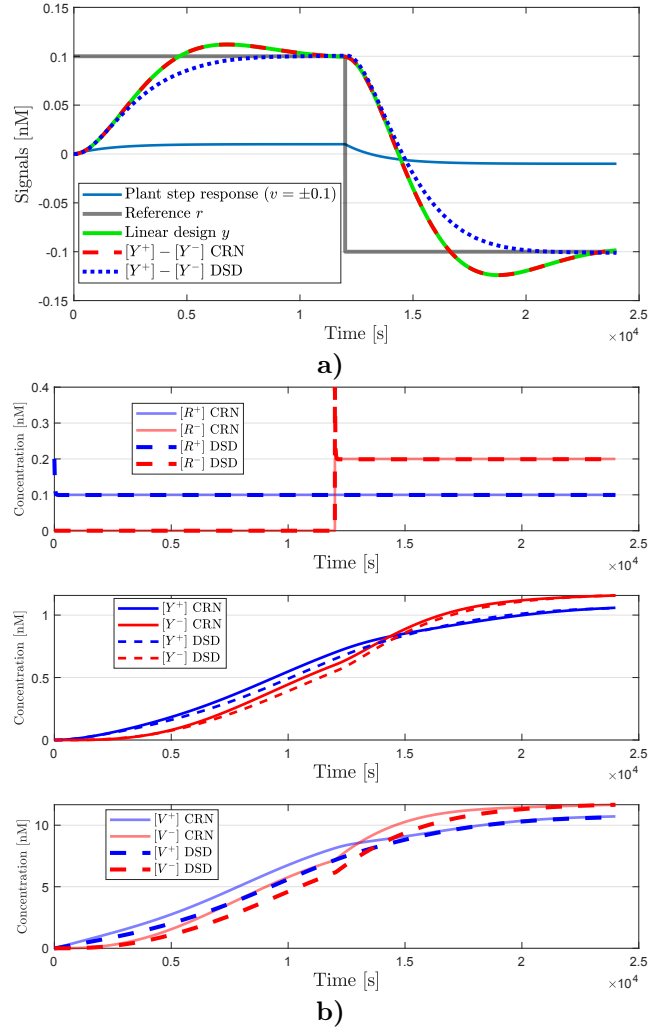 0.15
0.1
0.05
0
-0.05
-0.1
-0.15
Signals [nM]
Plant step response (v = ±0.1)
Reference r
Linear design y
[Y⁺] − [Y⁻] CRN
[Y⁺] − [Y⁻] DSD
0 0.5 1 1.5 2 2.5
Time [s]
×10⁴
a)
0.4
0.3
0.2
0.1
0
Concentration [nM]
[R⁺] CRN
[R⁻] CRN
[R⁺] DSD
[R⁻] DSD
0 0.5 1 1.5 2 2.5
Time [s]
×10⁴
1
0.5
0
Concentration [nM]
[Y⁺] CRN
[Y⁻] CRN
[Y⁺] DSD
[Y⁻] DSD
0 0.5 1 1.5 2 2.5
Time [s]
×10⁴
10
5
0
Concentration [nM]
[V⁺] CRN
[V⁻] CRN
[V⁺] DSD
[V⁻] DSD
0 0.5 1 1.5 2 2.5
Time [s]
×10⁴
b)